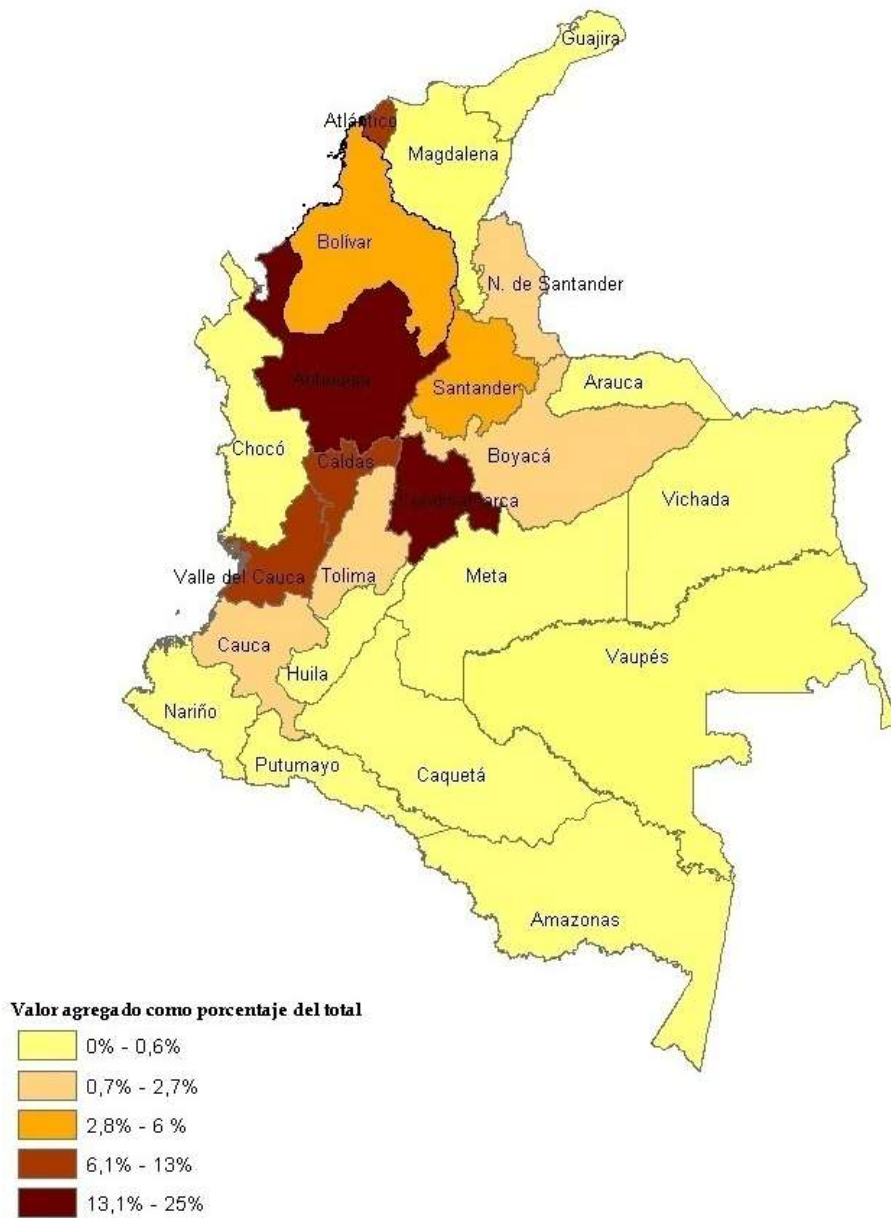 Guajira
Atlántico
Magdalena
Bolívar
N. de Santander
Antioquia
Santander
Arauca
Chocó
Caldas
Boyacá
Cundinamarca
Vichada
Valle del Cauca
Tolima
Meta
Cauca
Vaupés
Huila
Nariño
Putumayo
Caquetá
Amazonas
Valor agregado como porcentaje del total
0% - 0,6%
0,7% - 2,7%
2,8% - 6 %
6,1% - 13%
13,1% - 25%